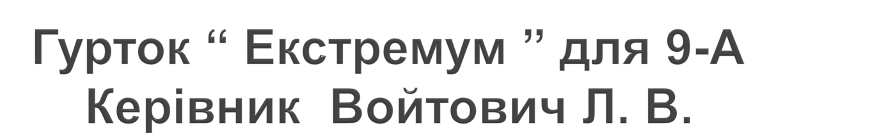 Гурток “ Екстремум ” для 9-А
Керівник Войтович Л. В.